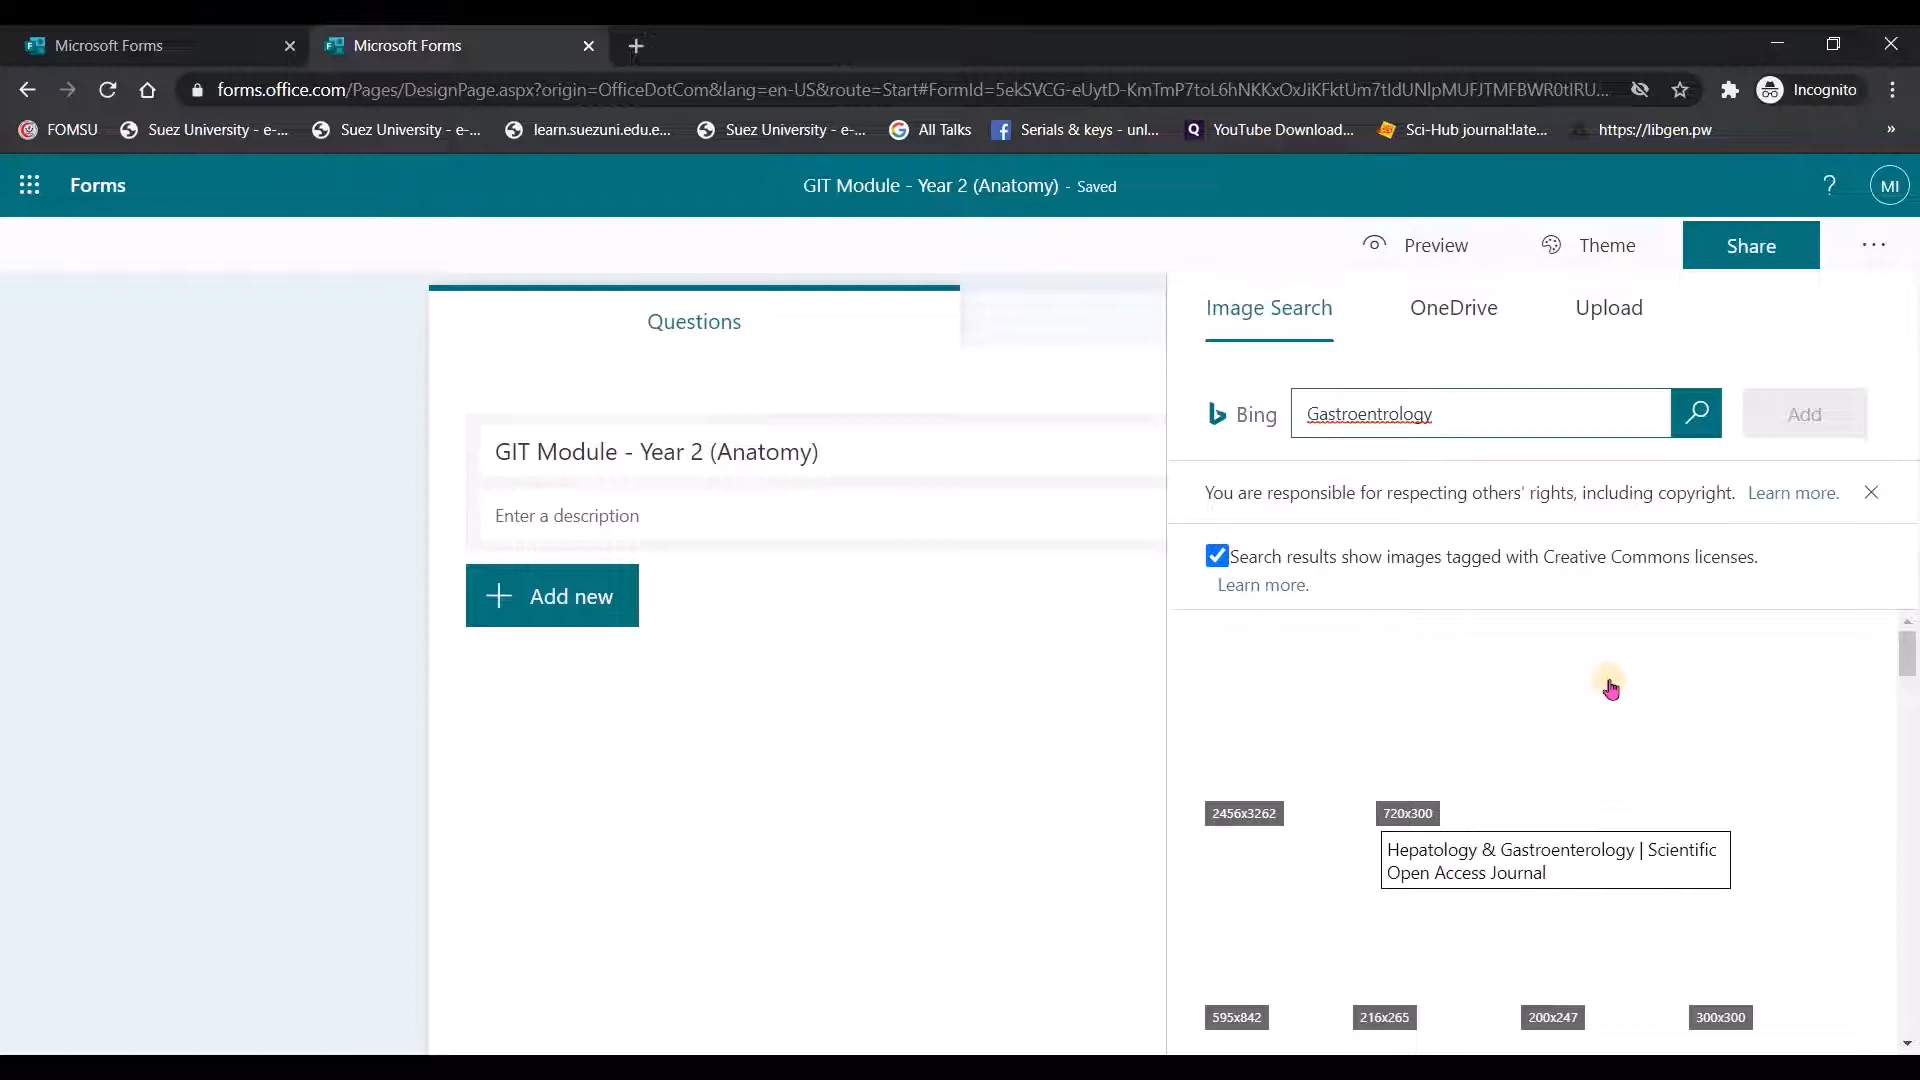 Microsoft Forms
Microsoft Forms
forms.office.com/Pages/DesignPage.aspx?origin=OfficeDotCom&lang=en-US&route=Start#FormId=5ekSVCG-eUytD-KmTmP7toL6hNKKxOxJiKFktUm7tIdUNlpMUFJTMFBWR0tIRU...
Incognito
FOMSU
Suez University - e-...
Suez University - e-...
learn.suezuni.edu.e...
Suez University - e-...
All Talks
Serials & keys - unl...
YouTube Download...
Sci-Hub journal:late...
https://libgen.pw
»
Forms
GIT Module - Year 2 (Anatomy) - Saved
?
MI
Preview
Theme
Share
...
Questions
Image Search
OneDrive
Upload
Bing
Gastroentrology
Add
GIT Module - Year 2 (Anatomy)
Enter a description
You are responsible for respecting others' rights, including copyright. Learn more.
Search results show images tagged with Creative Commons licenses.
Learn more.
Add new
2456x3262
720x300
Hepatology & Gastroenterology | Scientific
Open Access Journal
595x842
216x265
200x247
300x300